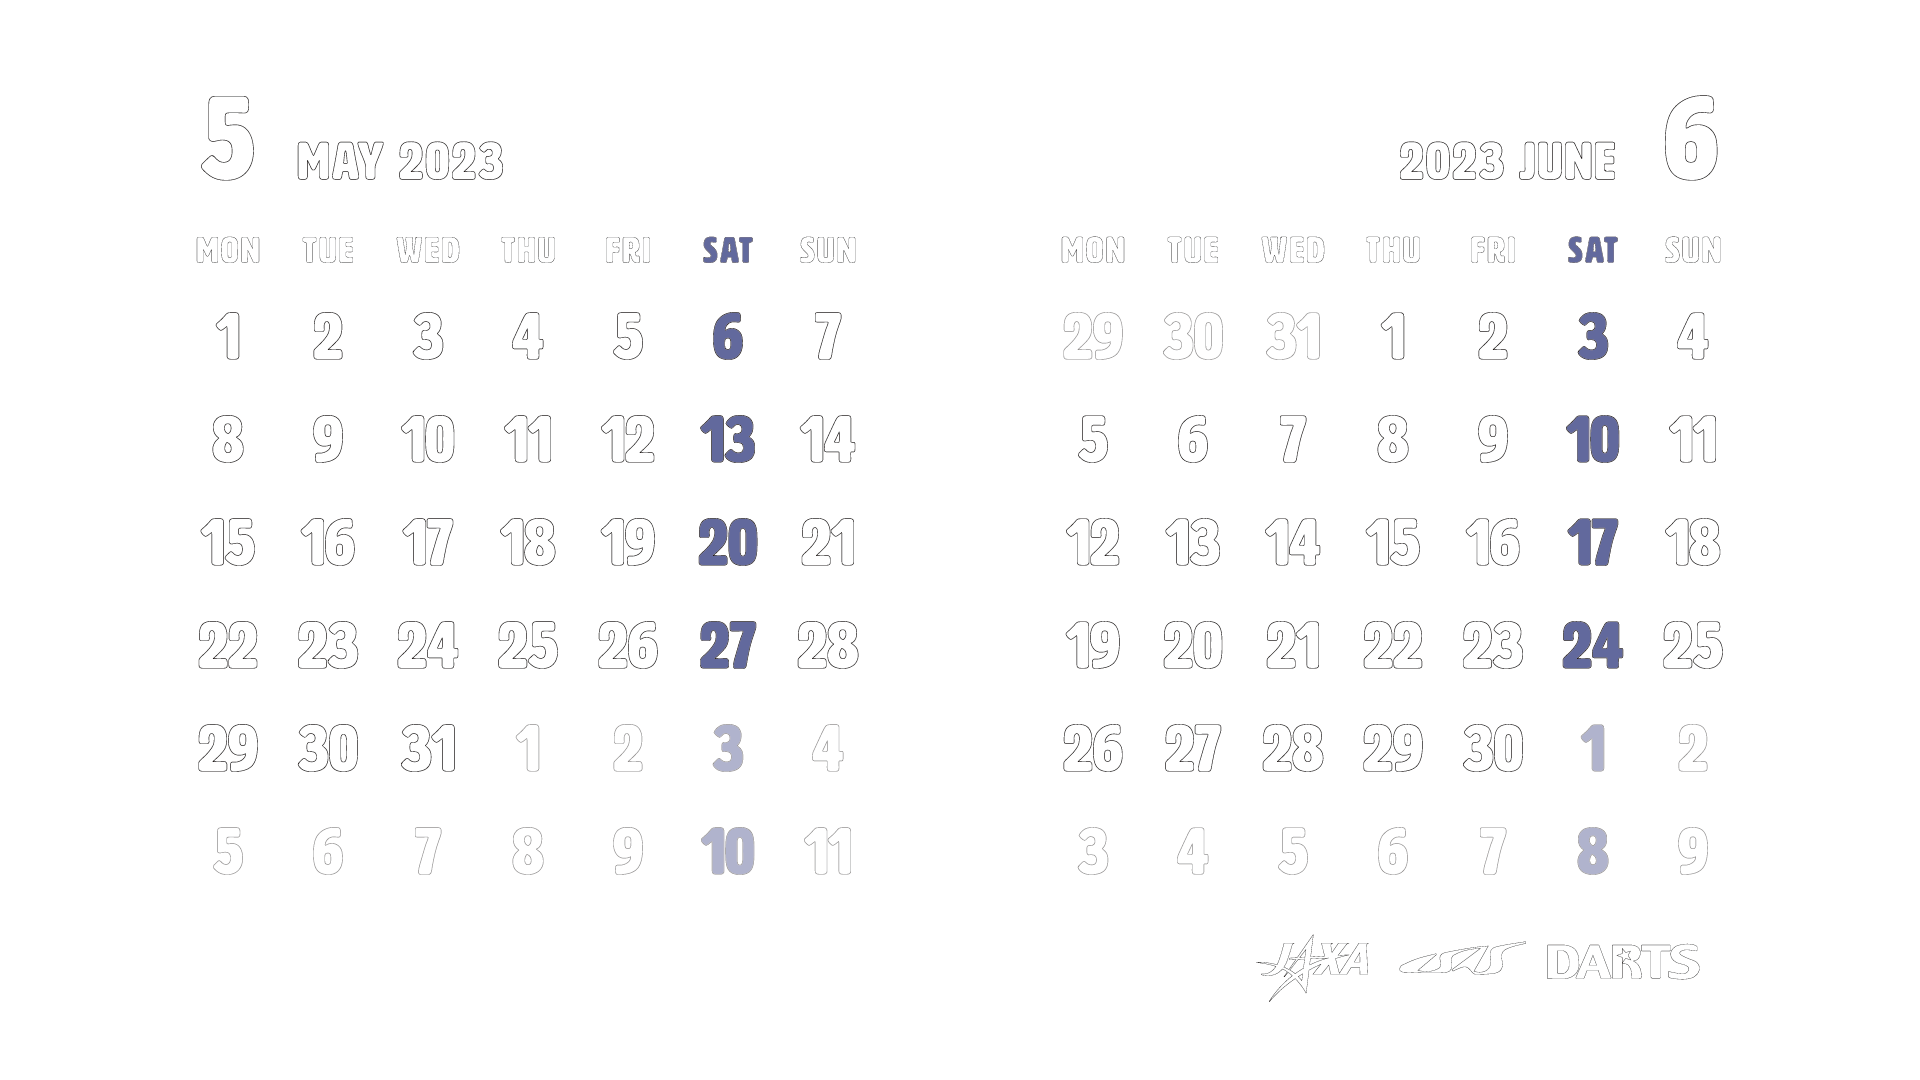 5 MAY 2023
MON TUE WED THU FRI SAT SUN
1 2 3 4 5 6 7
8 9 10 11 12 13 14
15 16 17 18 19 20 21
22 23 24 25 26 27 28
29 30 31 1 2 3 4
5 6 7 8 9 10 11
2023 JUNE 6
MON TUE WED THU FRI SAT SUN
29 30 31 1 2 3 4
5 6 7 8 9 10 11
12 13 14 15 16 17 18
19 20 21 22 23 24 25
26 27 28 29 30 1 2
3 4 5 6 7 8 9
JAXA ISAS DARTS